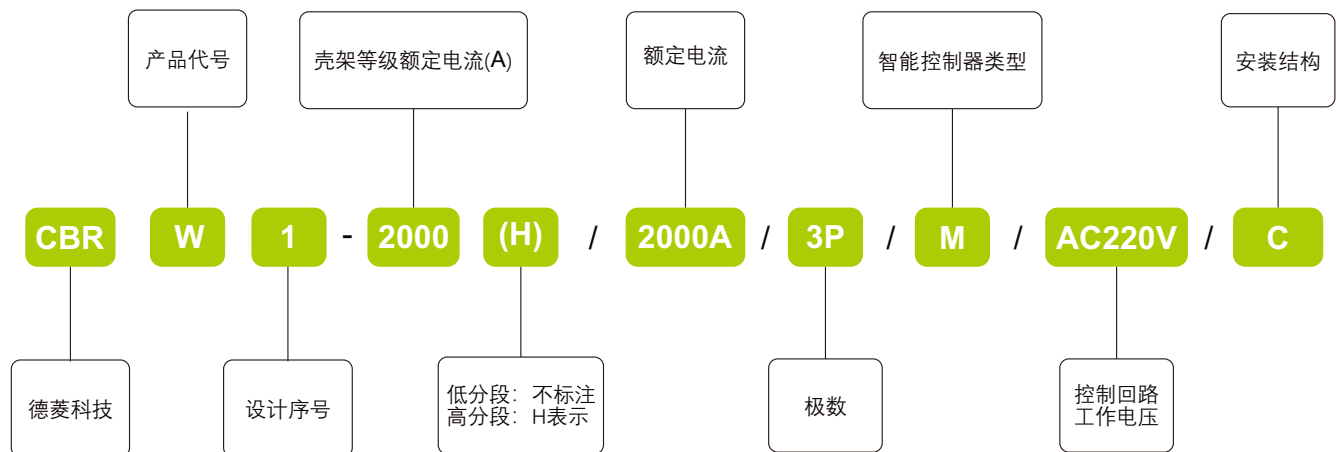 产品代号
壳架等级额定电流(A)
额定电流
智能控制器类型
安装结构
CBR W 1 - 2000 (H) / 2000A / 3P / M / AC220V / C
德菱科技
设计序号
低分段：不标注
高分段：H表示
极数
控制回路
工作电压